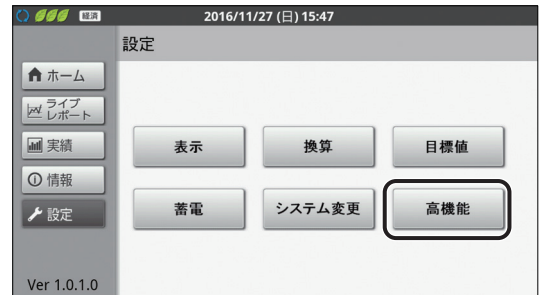 経済 2016/11/27 (日) 15:47
設定
ホーム
ライブ
レポート
実績
情報
設定
表示 換算 目標値
蓄電 システム変更 高機能
Ver 1.0.1.0